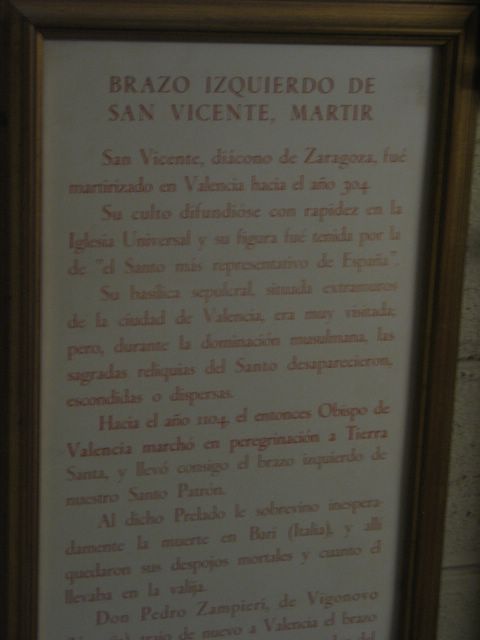 BRAZO IZQUIERDO DE
SAN VICENTE, MARTIR
San Vicente, diácono de Zaragoza, fué
martirizado en Valencia hacia el año 304.
Su culto difundióse con rapidez en la
Iglesia Universal y su figura fué tenida por la
de "el Santo más representativo de España".
Su basílica sepulcral, situada extramuros
de la ciudad de Valencia, era muy visitada;
pero, durante la dominación musulmana, las
sagradas reliquias del Santo desaparecieron,
escondidas o dispersas.
Hacia el año 1104, el entonces Obispo de
Valencia marchó en peregrinación a Tierra
Santa, y llevó consigo el brazo izquierdo de
nuestro Santo Patrón.
Al dicho Prelado le sobrevino inespera-
damente la muerte en Bari (Italia), y allí
quedaron sus despojos mortales y cuanto él
llevaba en la valija.
Don Pedro Zampieri, de Vigonovo
trajo de nuevo a Valencia el brazo